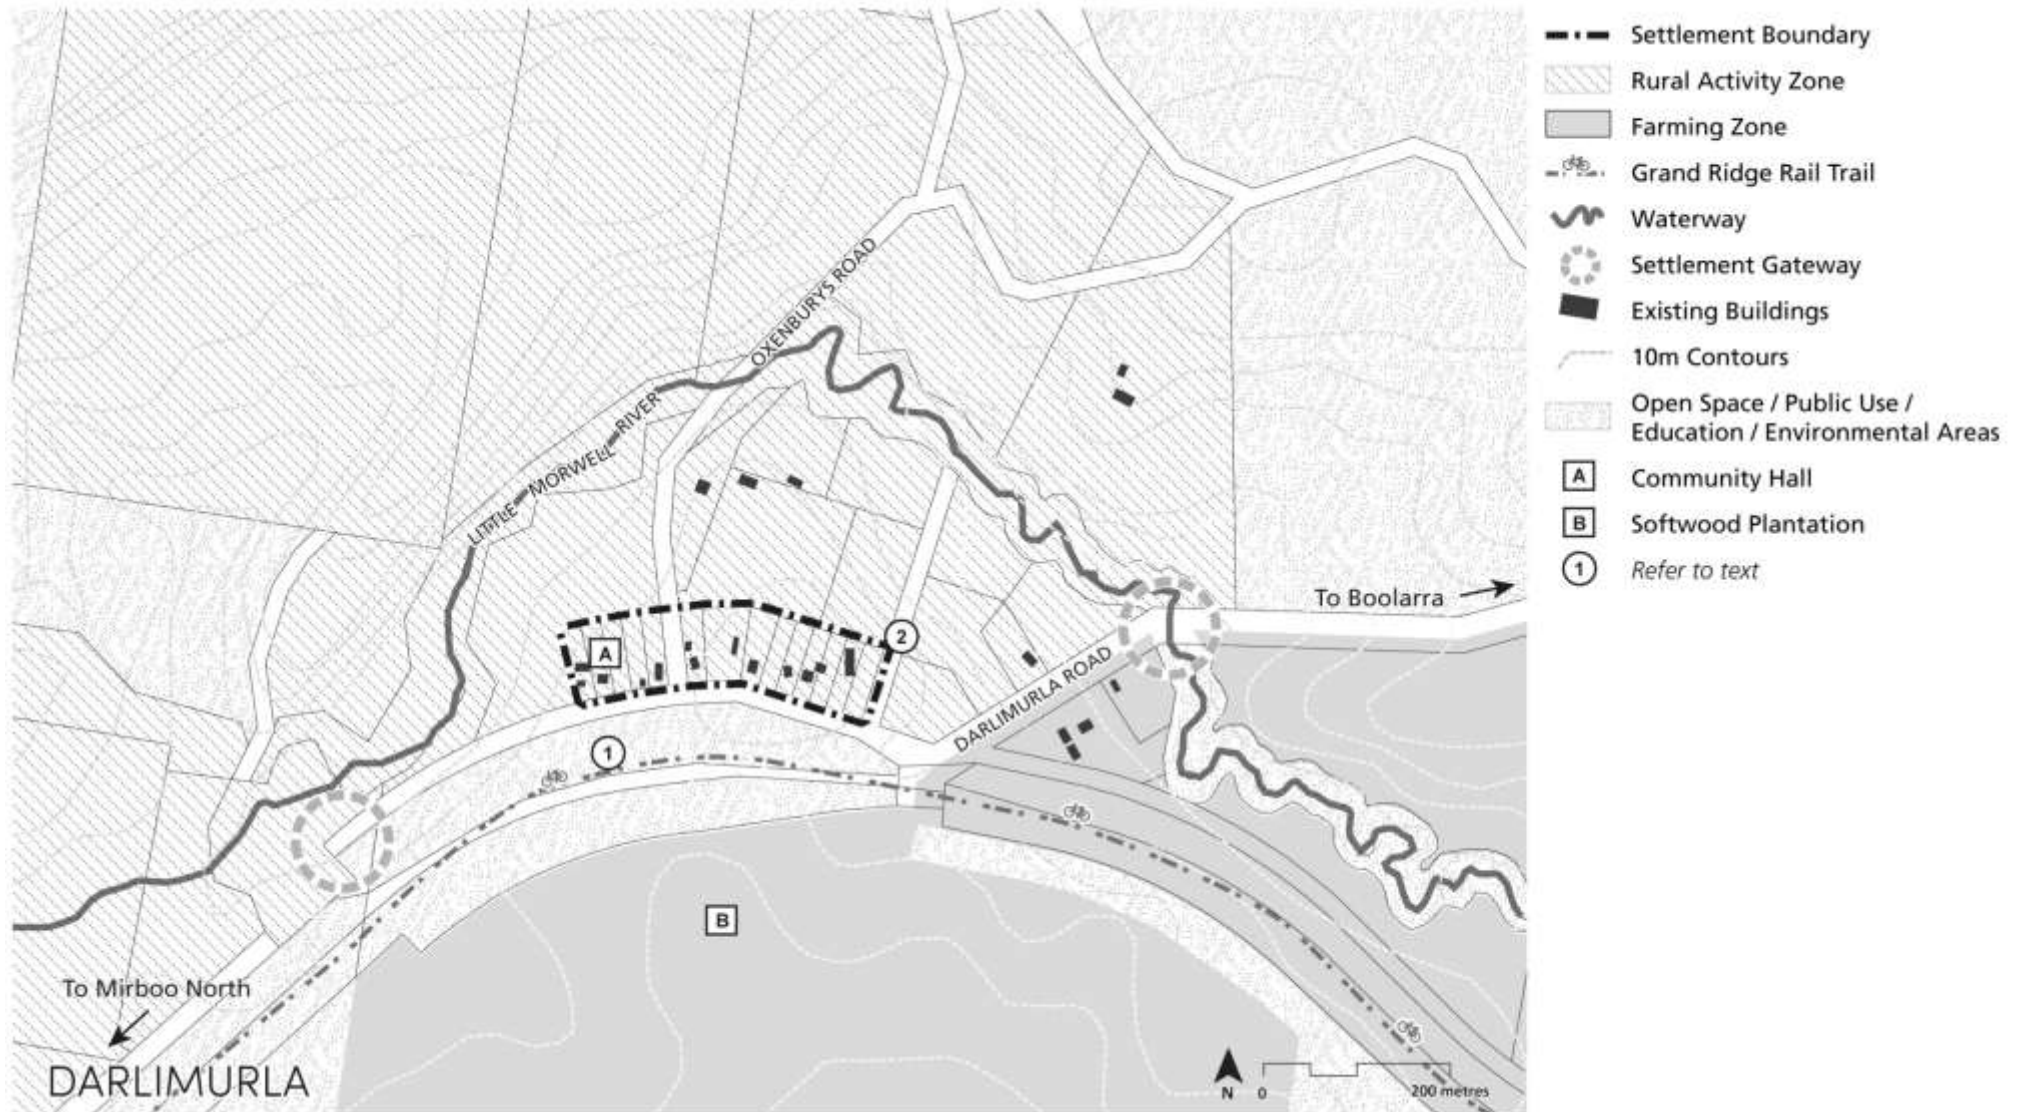 Settlement Boundary
Rural Activity Zone
Farming Zone
Grand Ridge Rail Trail
Waterway
Settlement Gateway
Existing Buildings
10m Contours
Open Space / Public Use /
Education / Environmental Areas
A Community Hall
B Softwood Plantation
1 Refer to text
OXENBURYS ROAD
LITTLE MORWELL RIVER
To Boolarra
A
2
DARLIMURLA ROAD
1
B
To Mirboo North
DARLIMURLA
N 0 200 metres